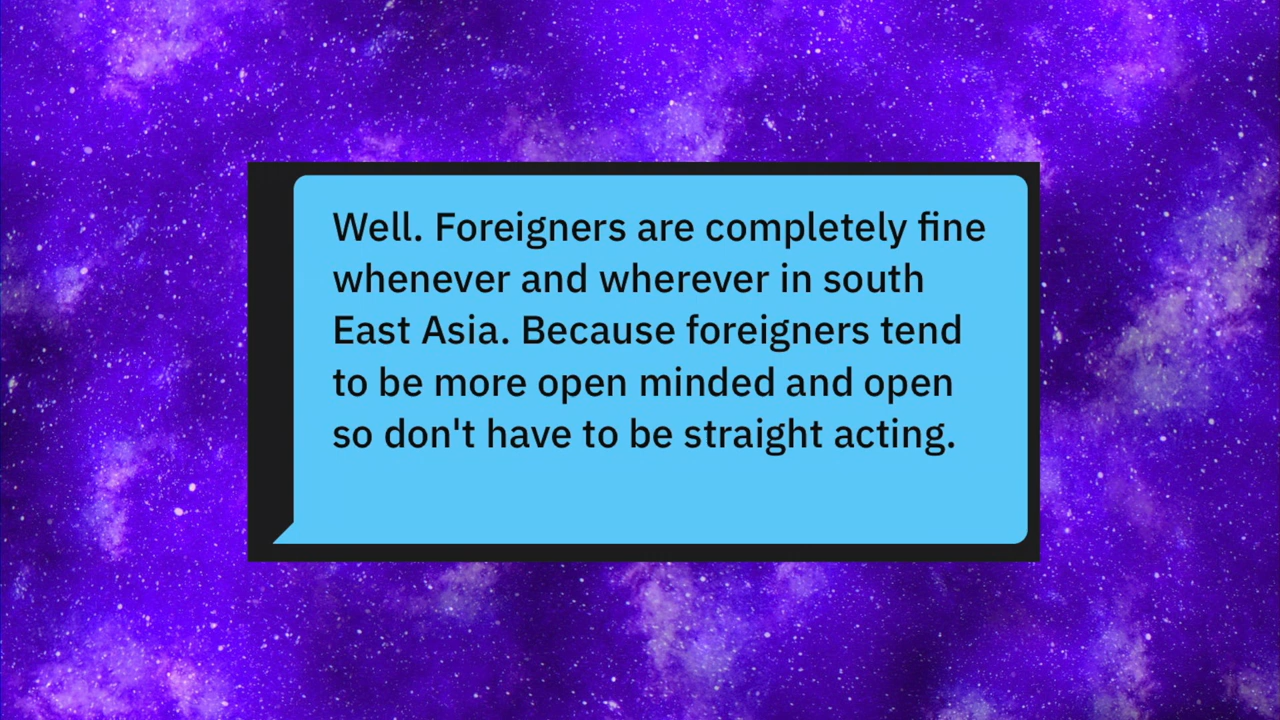 Well. Foreigners are completely fine
whenever and wherever in south
East Asia. Because foreigners tend
to be more open minded and open
so don't have to be straight acting.